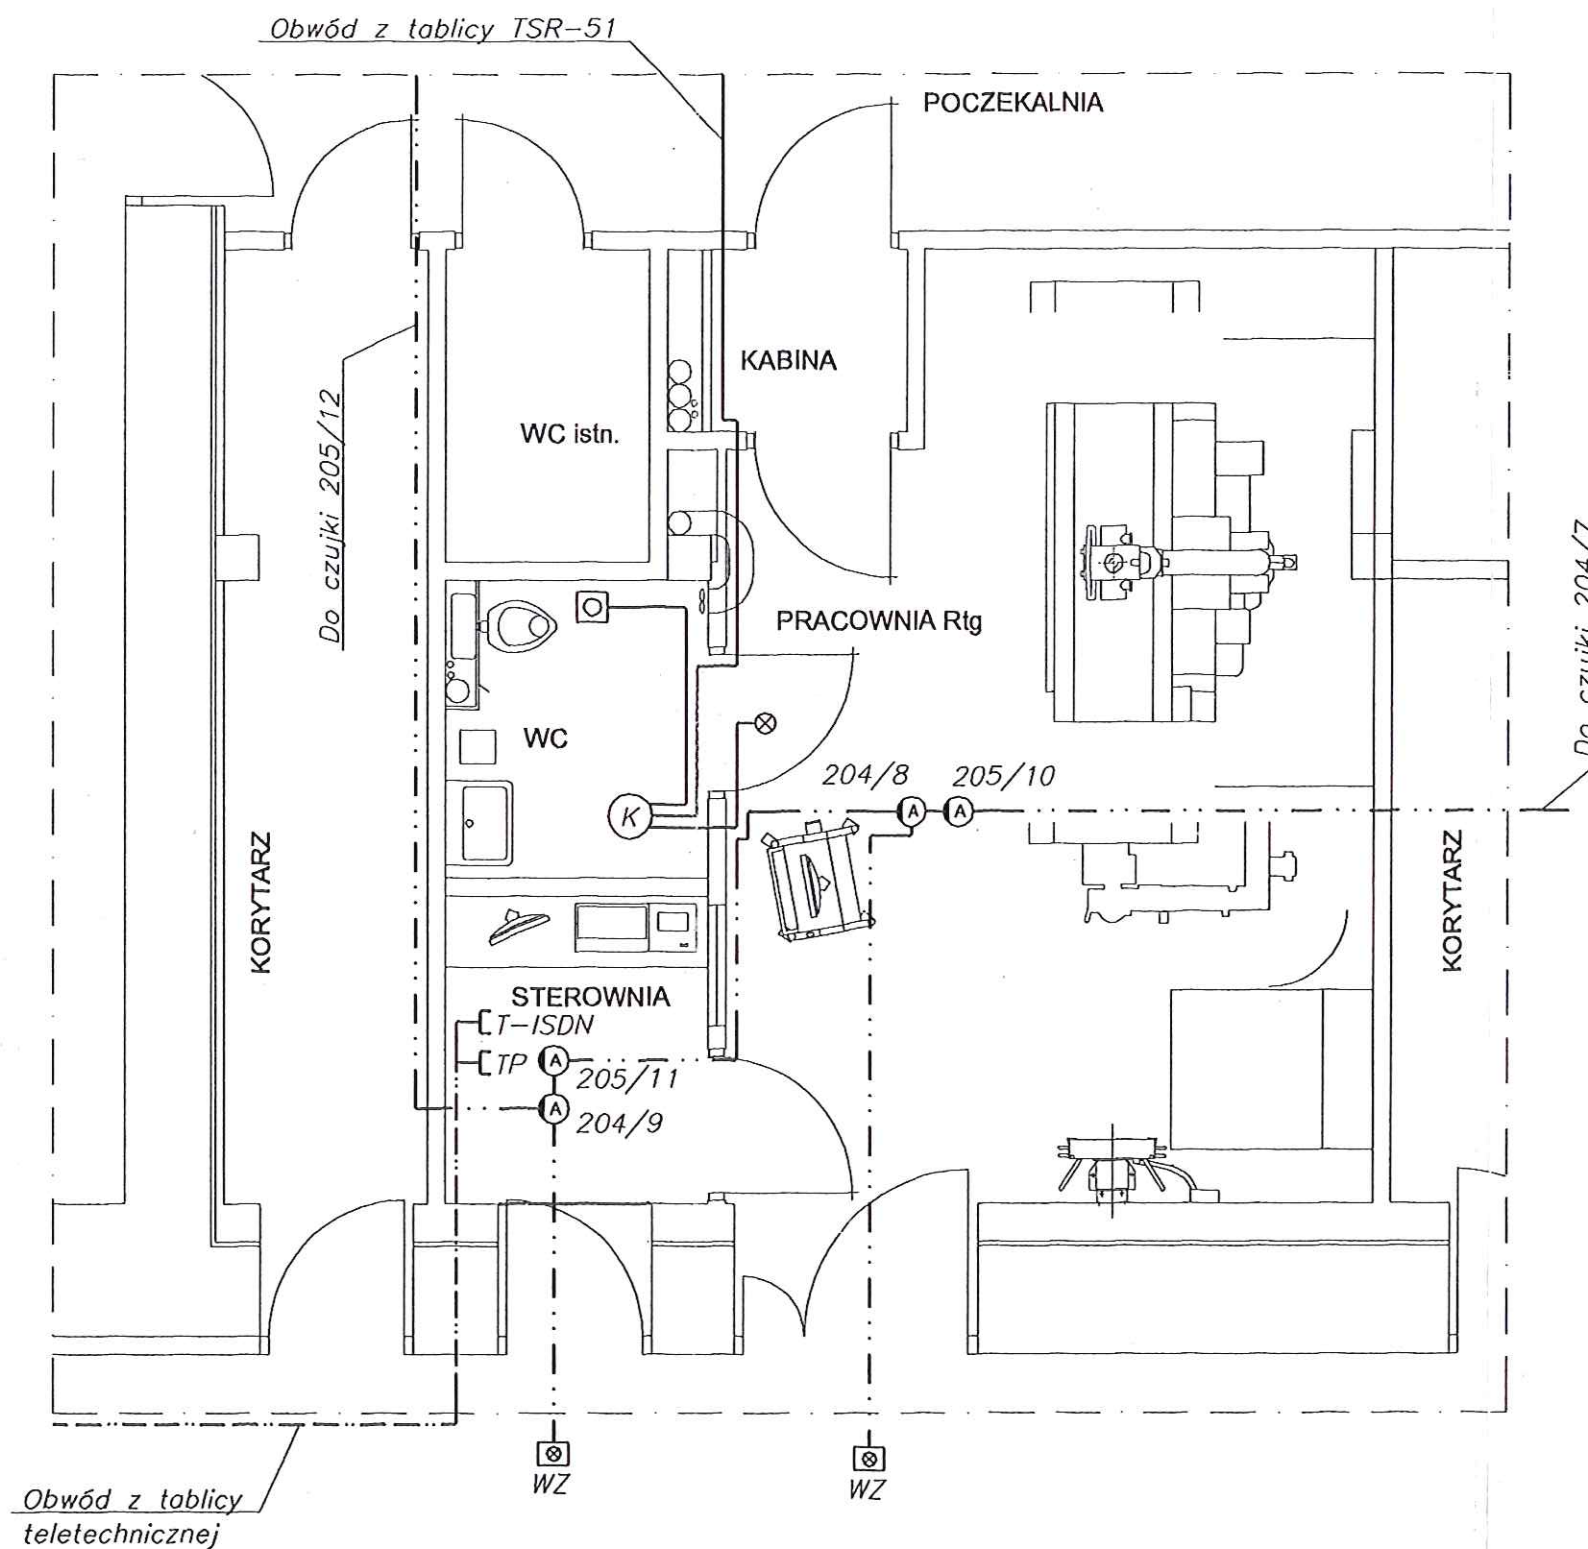 Obwód z tablicy TSR-51
POCZEKALNIA
KABINA
Do czujki 205/12
WC istn.
Do czujki 204/7
PRACOWNIA Rtg
WC
204/8 205/10
K
A A
KORYTARZ
KORYTARZ
STEROWNIA
T-ISDN
TP A
205/11
A
204/9
WZ
WZ
Obwód z tablicy
teletechnicznej